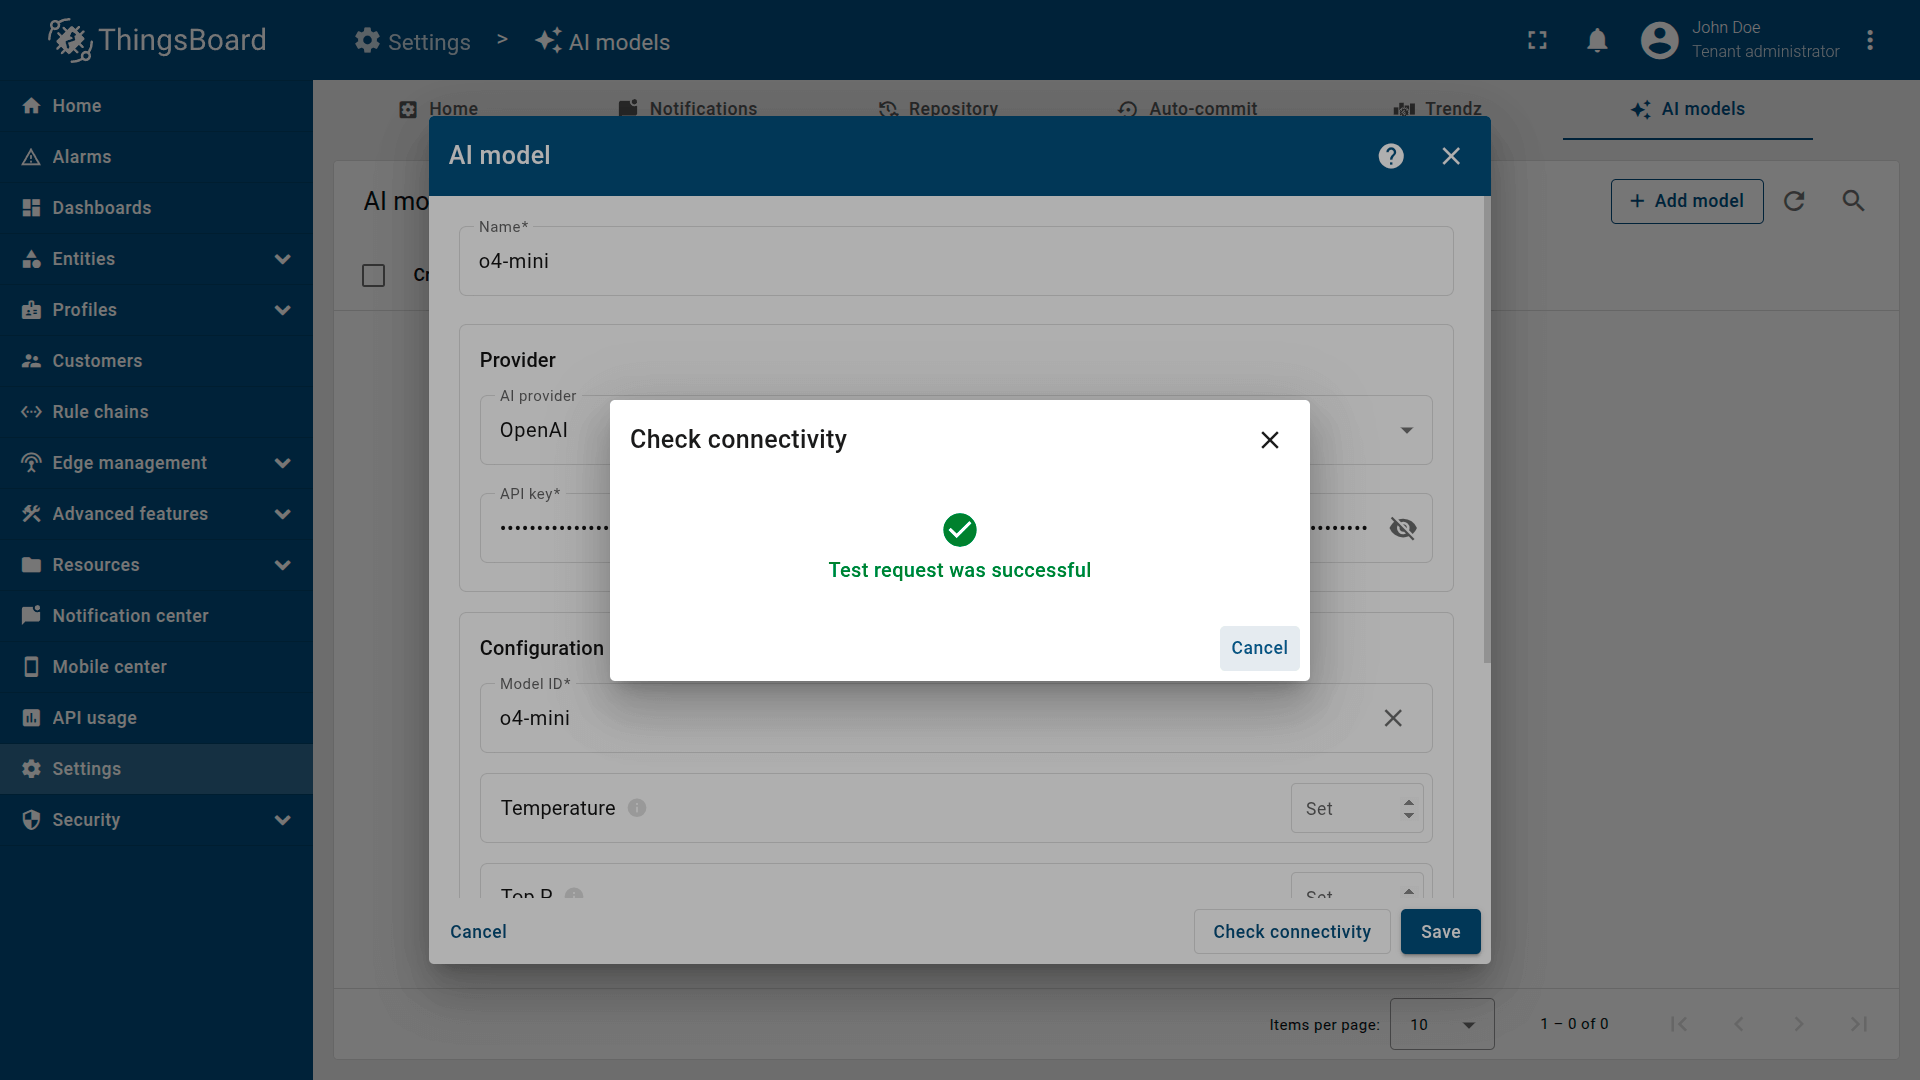 ThingsBoard
Settings > AI models
John Doe
Tenant administrator
Home
Alarms
Dashboards
Entities
Profiles
Customers
Rule chains
Edge management
Advanced features
Resources
Notification center
Mobile center
API usage
Settings
Security
Home
Notifications
Repository
Auto-commit
Trendz
AI models
AI mo
+ Add model
Cr
AI model
Name*
o4-mini
Provider
AI provider
OpenAI
API key*
Check connectivity
Test request was successful
Cancel
Configuration
Model ID*
o4-mini
Temperature
Set
Top P
Set
Cancel
Check connectivity
Save
Items per page:
10
1 – 0 of 0